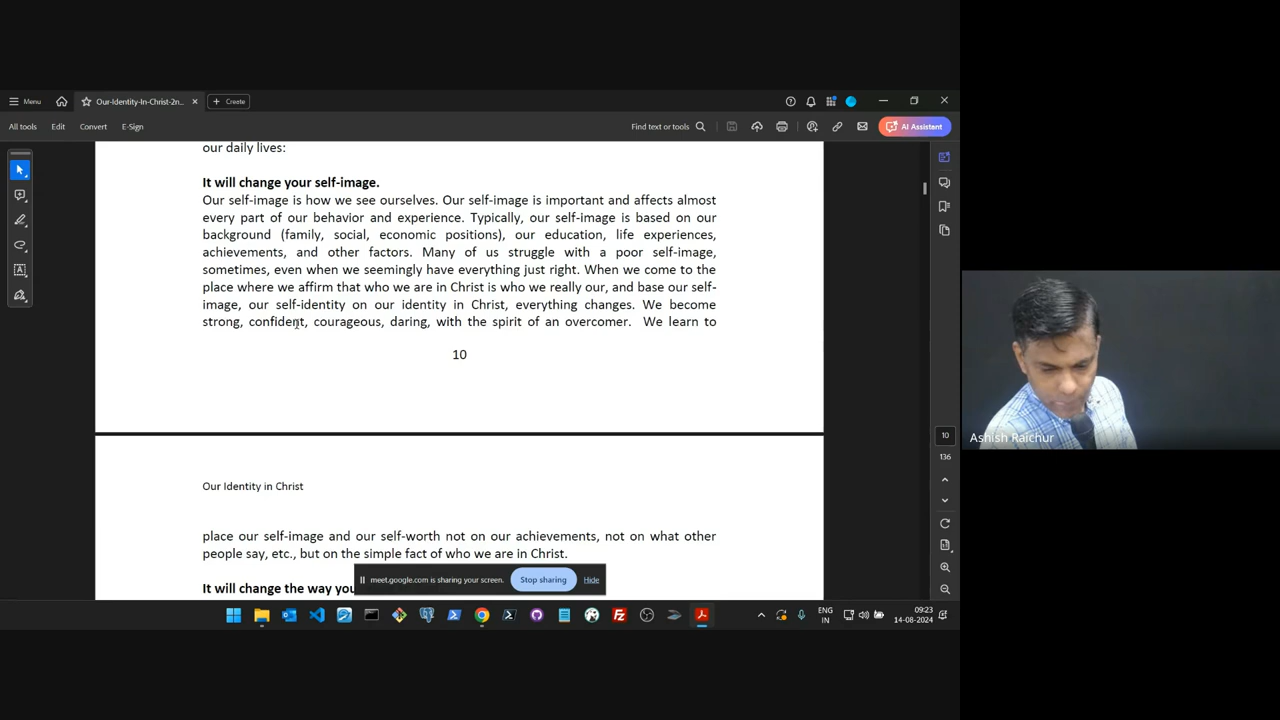 Menu
Our-Identity-In-Christ-2n...
Create
All tools
Edit
Convert
E-Sign
Find text or tools
AI Assistant
our daily lives:
It will change your self-image.
Our self-image is how we see ourselves. Our self-image is important and affects almost
every part of our behavior and experience. Typically, our self-image is based on our
background (family, social, economic positions), our education, life experiences,
achievements, and other factors. Many of us struggle with a poor self-image,
sometimes, even when we seemingly have everything just right. When we come to the
place where we affirm that who we are in Christ is who we really our, and base our self-
image, our self-identity on our identity in Christ, everything changes. We become
strong, confident, courageous, daring, with the spirit of an overcomer. We learn to
10
Our Identity in Christ
place our self-image and our self-worth not on our achievements, not on what other
people say, etc., but on the simple fact of who we are in Christ.
It will change the way you
meet.google.com is sharing your screen.
Stop sharing
Hide
10
136
Ashish Raichur
ENG
IN
09:23
14-08-2024